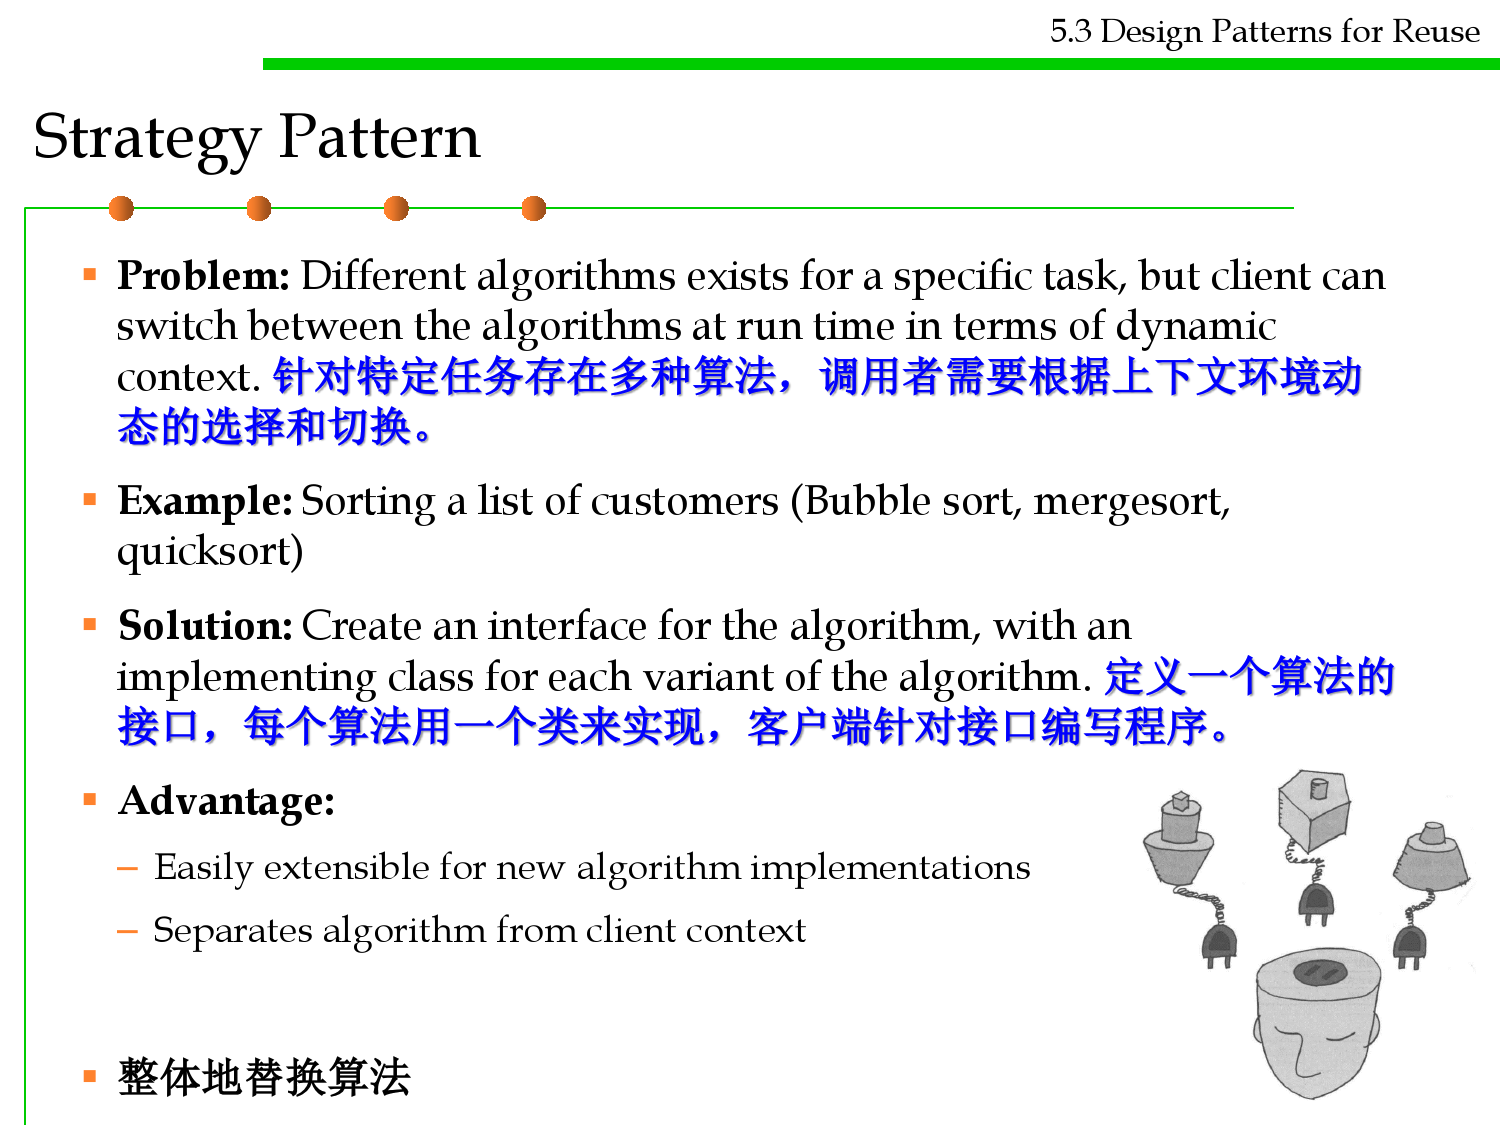 5.3 Design Patterns for Reuse
Strategy Pattern
▪ Problem: Different algorithms exists for a specific task, but client can
switch between the algorithms at run time in terms of dynamic
context. 针对特定任务存在多种算法，调用者需要根据上下文环境动
态的选择和切换。
▪ Example: Sorting a list of customers (Bubble sort, mergesort,
quicksort)
▪ Solution: Create an interface for the algorithm, with an
implementing class for each variant of the algorithm. 定义一个算法的
接口，每个算法用一个类来实现，客户端针对接口编写程序。
▪ Advantage:
– Easily extensible for new algorithm implementations
– Separates algorithm from client context
▪ 整体地替换算法